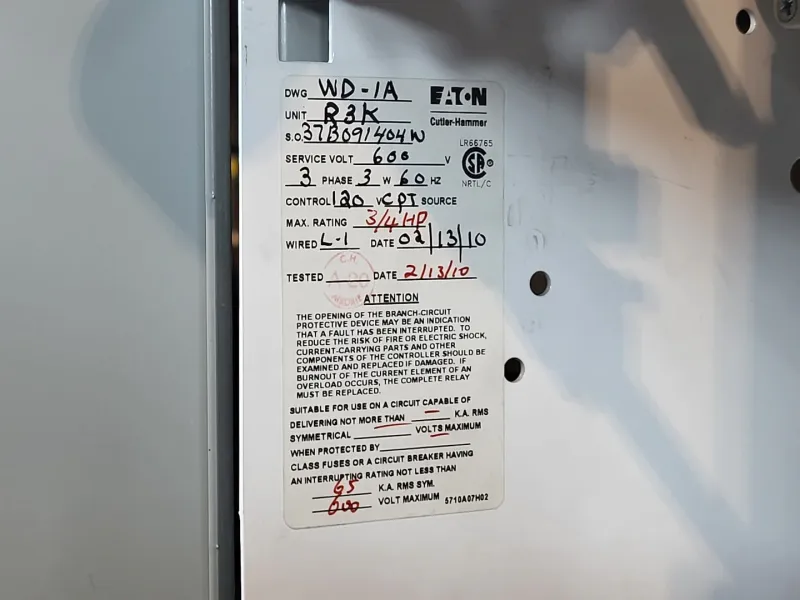 DWG WD-1A
EATON
Cutler-Hammer
UNIT R3K
S.O. 37B091404W
LR66765
SERVICE VOLT 600 V
SA ®
NRTL/C
3 PHASE 3 W 60 HZ
CONTROL 120 V CPT SOURCE
MAX. RATING 3/4 HP
WIRED L-1 DATE 02/13/10
C.H.
TESTED DATE 2/13/10
ATTENTION
THE OPENING OF THE BRANCH-CIRCUIT
PROTECTIVE DEVICE MAY BE AN INDICATION
THAT A FAULT HAS BEEN INTERRUPTED. TO
REDUCE THE RISK OF FIRE OR ELECTRIC SHOCK,
CURRENT-CARRYING PARTS AND OTHER
COMPONENTS OF THE CONTROLLER SHOULD BE
EXAMINED AND REPLACED IF DAMAGED. IF
BURNOUT OF THE CURRENT ELEMENT OF AN
OVERLOAD OCCURS, THE COMPLETE RELAY
MUST BE REPLACED.
SUITABLE FOR USE ON A CIRCUIT CAPABLE OF
DELIVERING NOT MORE THAN K.A. RMS
SYMMETRICAL VOLTS MAXIMUM
WHEN PROTECTED BY
CLASS FUSES OR A CIRCUIT BREAKER HAVING
AN INTERRUPTING RATING NOT LESS THAN
65 K.A. RMS SYM.
600 VOLT MAXIMUM 5710A07H02